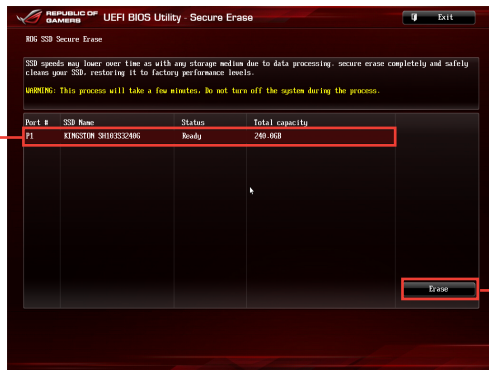 REPUBLIC OF GAMERS UEFI BIOS Utility - Secure Erase Exit
ROG SSD Secure Erase
SSD speeds may lower over time as with any storage medium due to data processing. secure erase completely and safely
cleans your SSD, restoring it to factory performance levels.
WARNING: This process will take a few minutes. Do not turn off the system during the process.
Port # SSD Name Status Total capacity
P1 KINGSTON SH103S3240G Ready 240.0GB
Erase